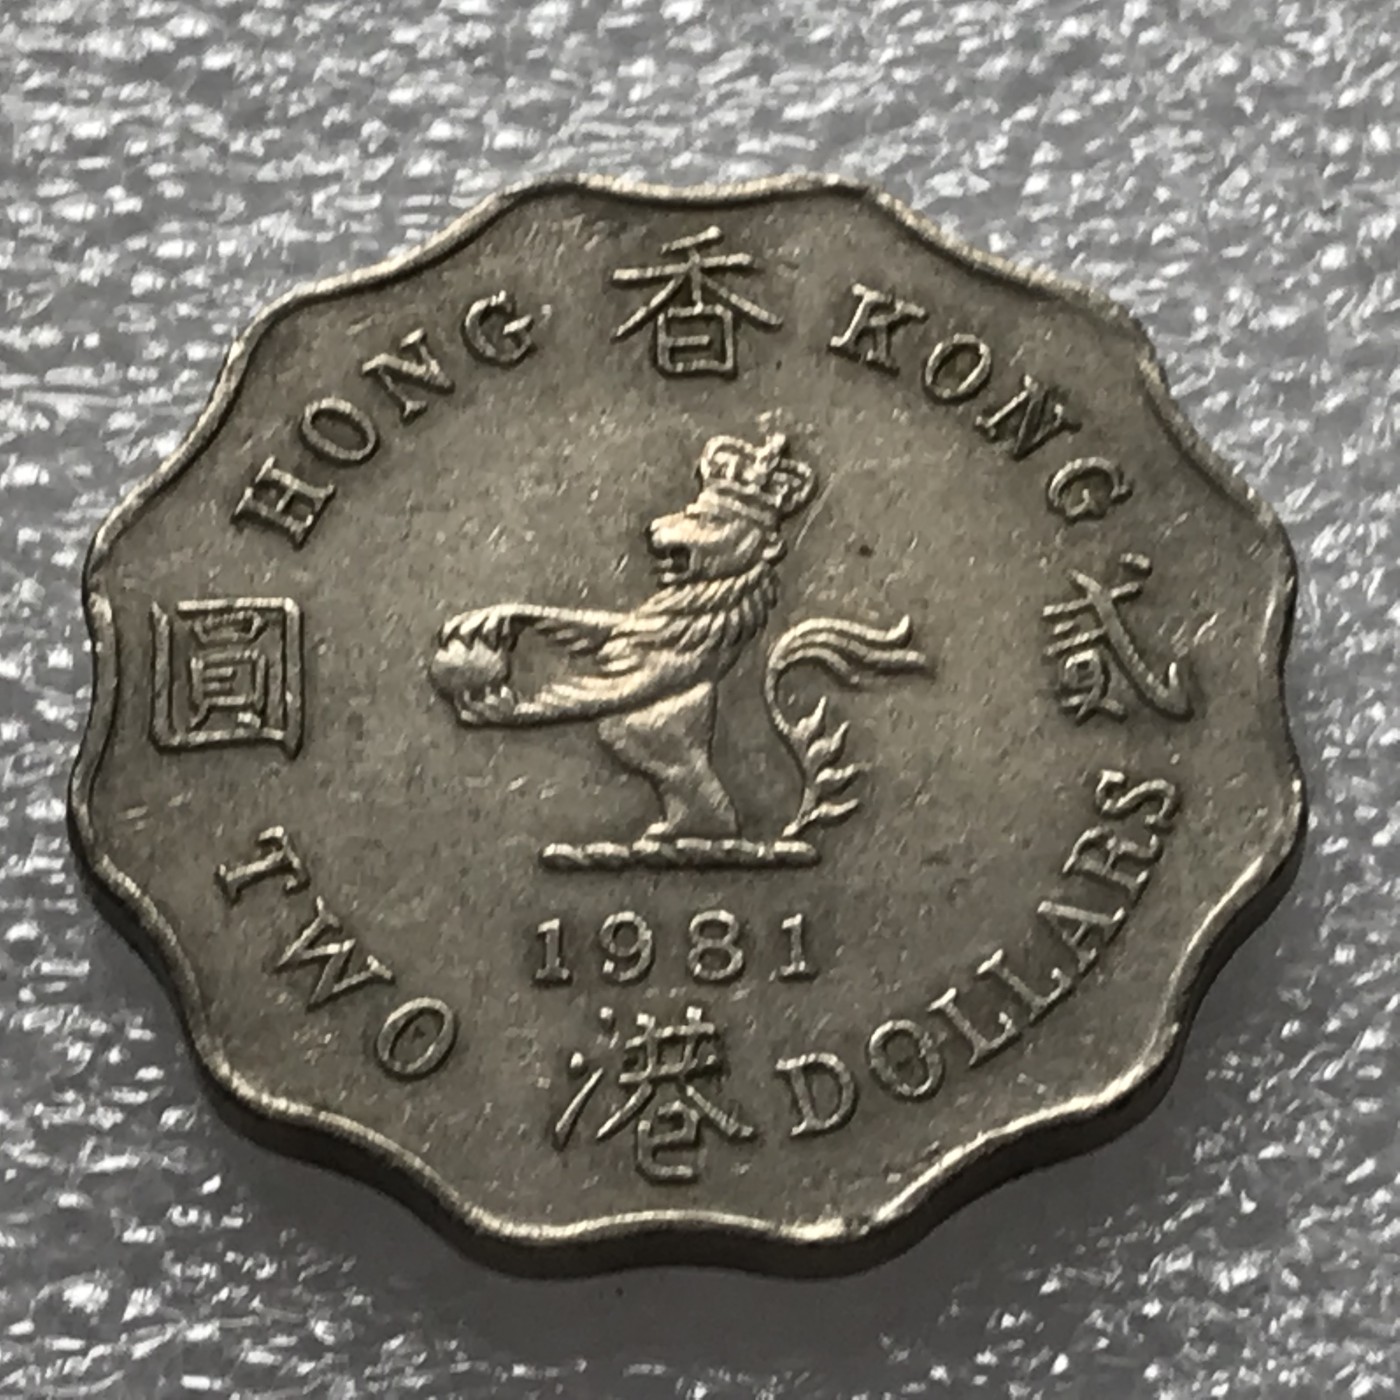 HONG KONG
香港
貳圓
1981
TWO DOLLARS